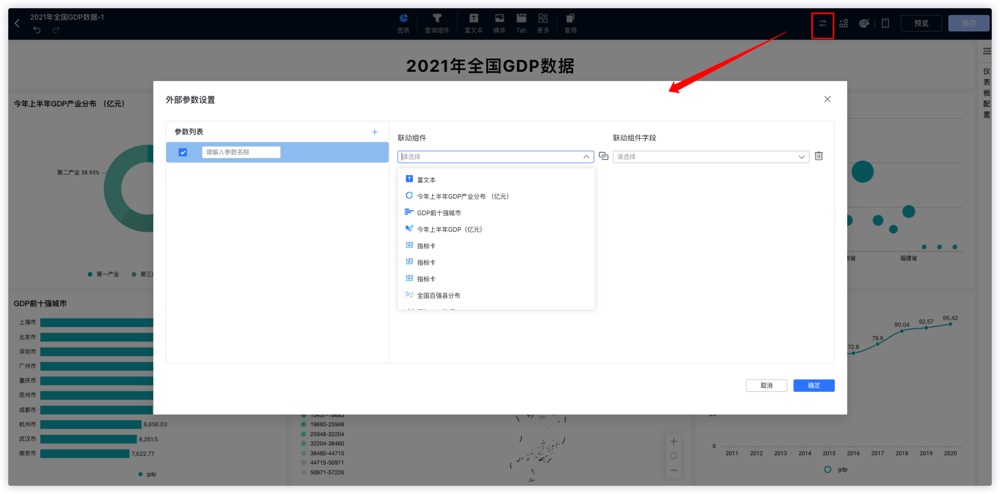 2021年全国GDP数据-1
图表
查询组件
富文本
媒体
Tab
更多
复用
预览
保存
2021年全国GDP数据
仪表板配置
今年上半年GDP产业分布 （亿元）
第二产业 38.93%
第一产业
外部参数设置
参数列表
请输入参数名称
联动组件
联动组件字段
请选择
请选择
富文本
今年上半年GDP产业分布 （亿元）
GDP前十强城市
今年上半年GDP（亿元）
指标卡
指标卡
指标卡
全国百强县分布
取消
确定
福建省
GDP前十强城市
上海市
北京市
深圳市
广州市
重庆市
苏州市
成都市
杭州市 8,656.03
武汉市 8,251.5
南京市 7,622.77
gdp
13437-19693
19693-25948
25948-32204
32204-38460
38460-44715
44715-50971
50971-57226
72.8
79.8
90.04
92.57
95.42
0
2011 2012 2013 2014 2015 2016 2017 2018 2019 2020
gdp